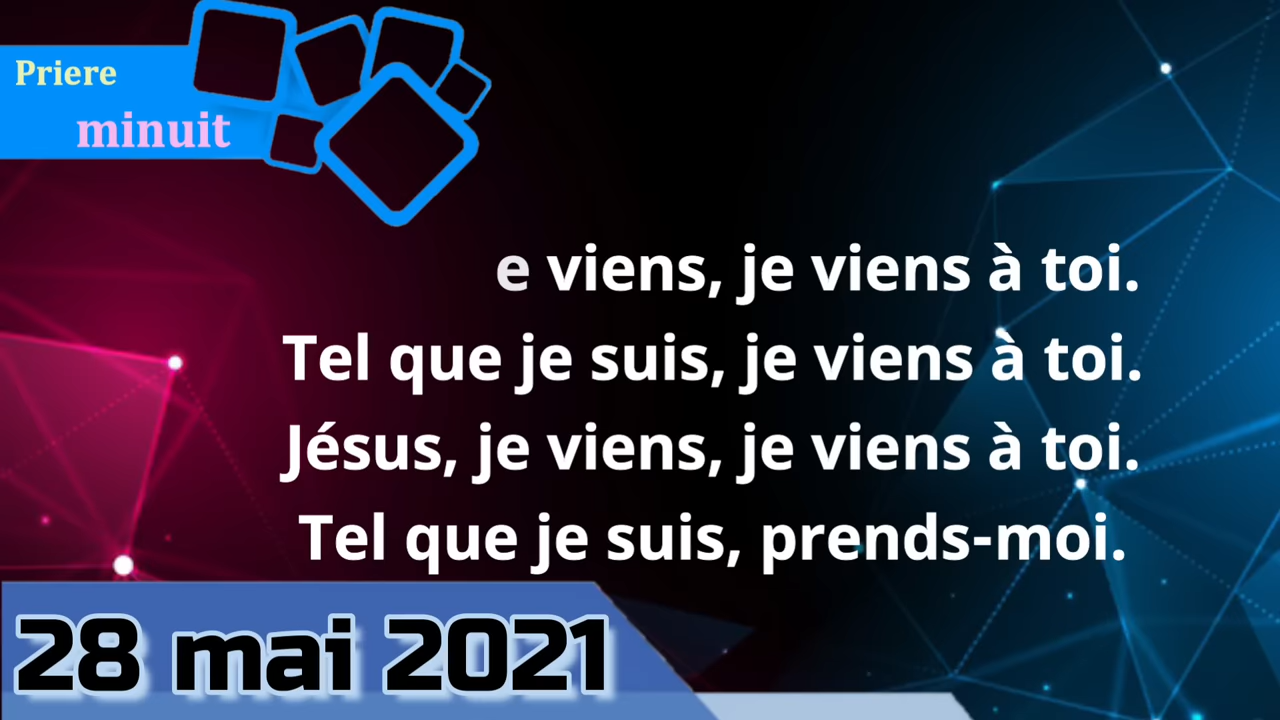 Priere
minuit
e viens, je viens à toi.
Tel que je suis, je viens à toi.
Jésus, je viens, je viens à toi.
Tel que je suis, prends-moi.
28 mai 2021